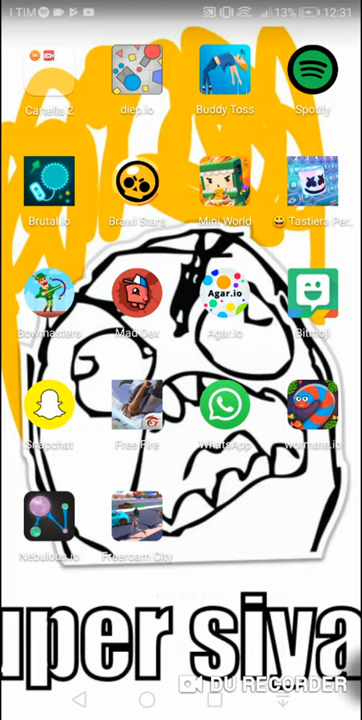 I TIM 13% 12:31
Cartella 2 diep.io Buddy Toss Spotify
Brutal.io Brawl Stars Mini World 😀 Tastiera Per..
Bowmasters Mad Dex Agar.io Bitmoji
Agar.io
Snapchat Free Fire WhatsApp wormate.io
Nebulous.io Freeroam City
uper siva
DU RECORDER